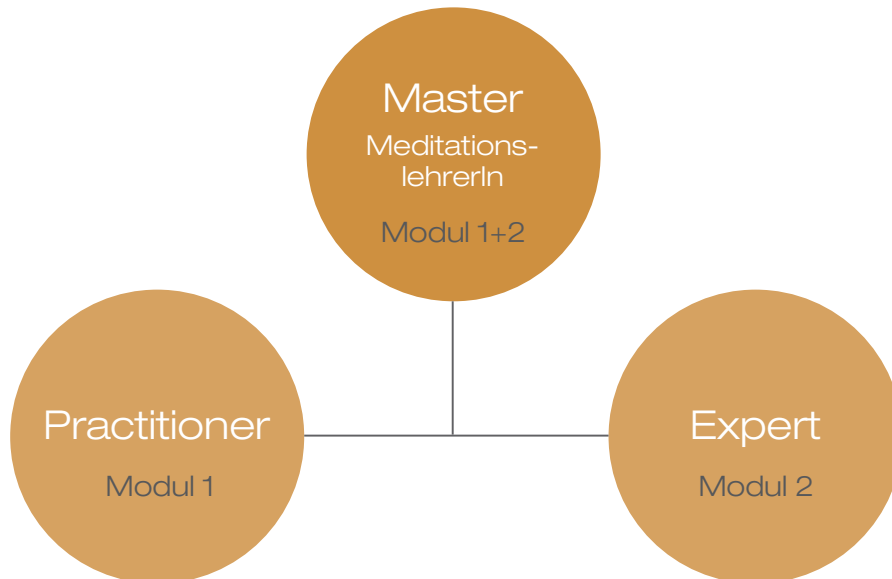 Master
Meditations-
lehrerIn
Modul 1+2
Practitioner
Modul 1
Expert
Modul 2